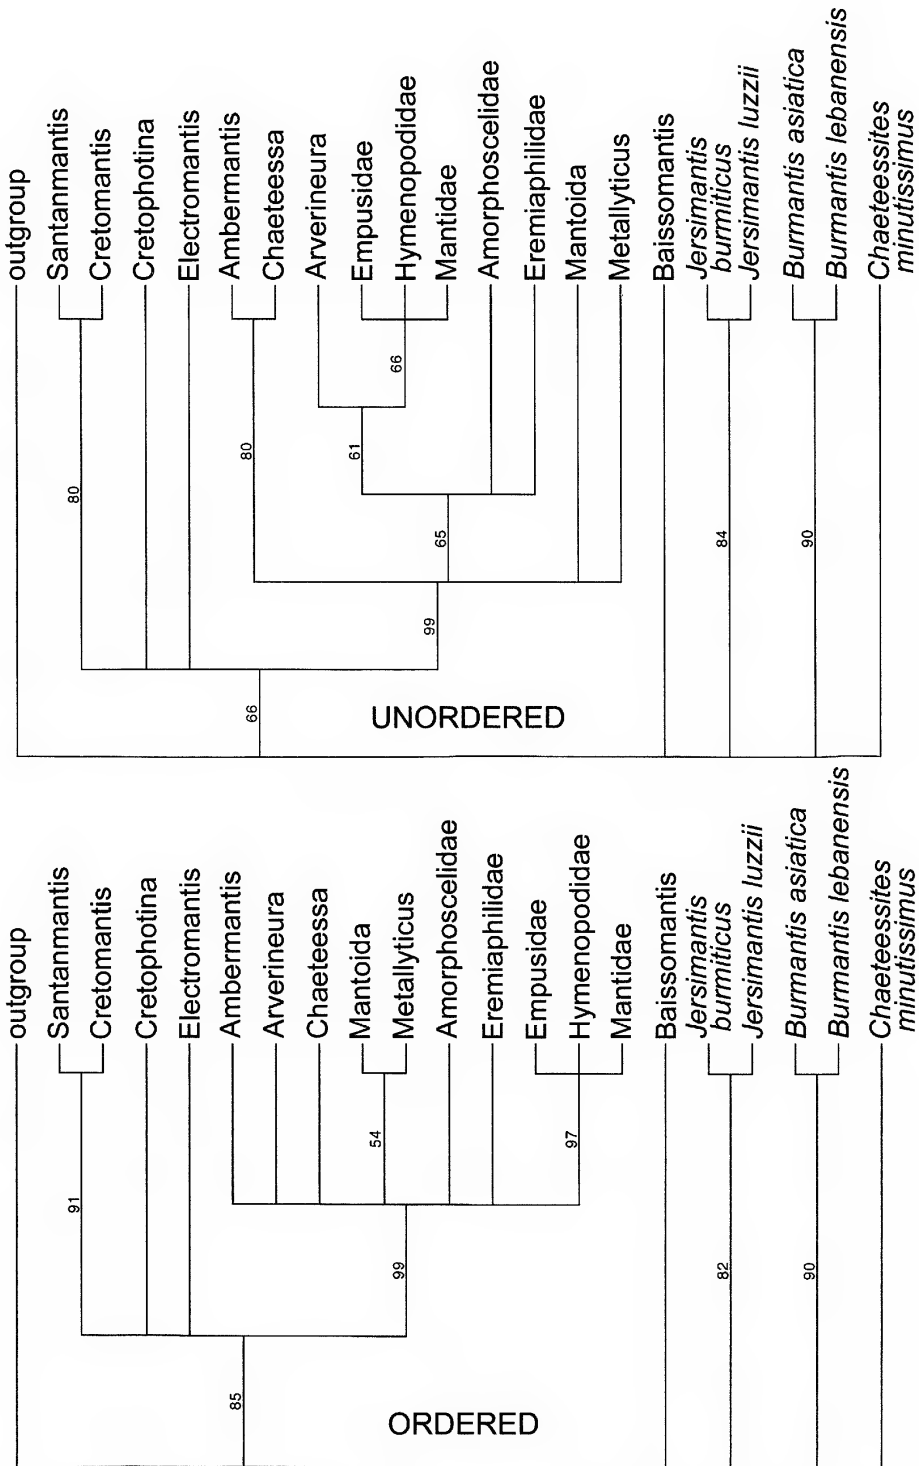 outgroup
Santanmantis
Cretomantis
Cretophotina
Electromantis
Ambermantis
Chaeteessa
Arverineura
Empusidae
Hymenopodidae
Mantidae
Amorphoscelidae
Eremiaphilidae
Mantoida
Metallyticus
Baissomantis
Jersimantis
burmiticus
Jersimantis luzzii
Burmantis asiatica
Burmantis lebanensis
Chaeteessites
minutissimus
80
80
66
61
65
99
66
84
90
UNORDERED
outgroup
Santanmantis
Cretomantis
Cretophotina
Electromantis
Ambermantis
Arverineura
Chaeteessa
Mantoida
Metallyticus
Amorphoscelidae
Eremiaphilidae
Empusidae
Hymenopodidae
Mantidae
Baissomantis
Jersimantis
burmiticus
Jersimantis luzzii
Burmantis asiatica
Burmantis lebanensis
Chaeteessites
minutissimus
91
54
97
99
85
82
90
ORDERED